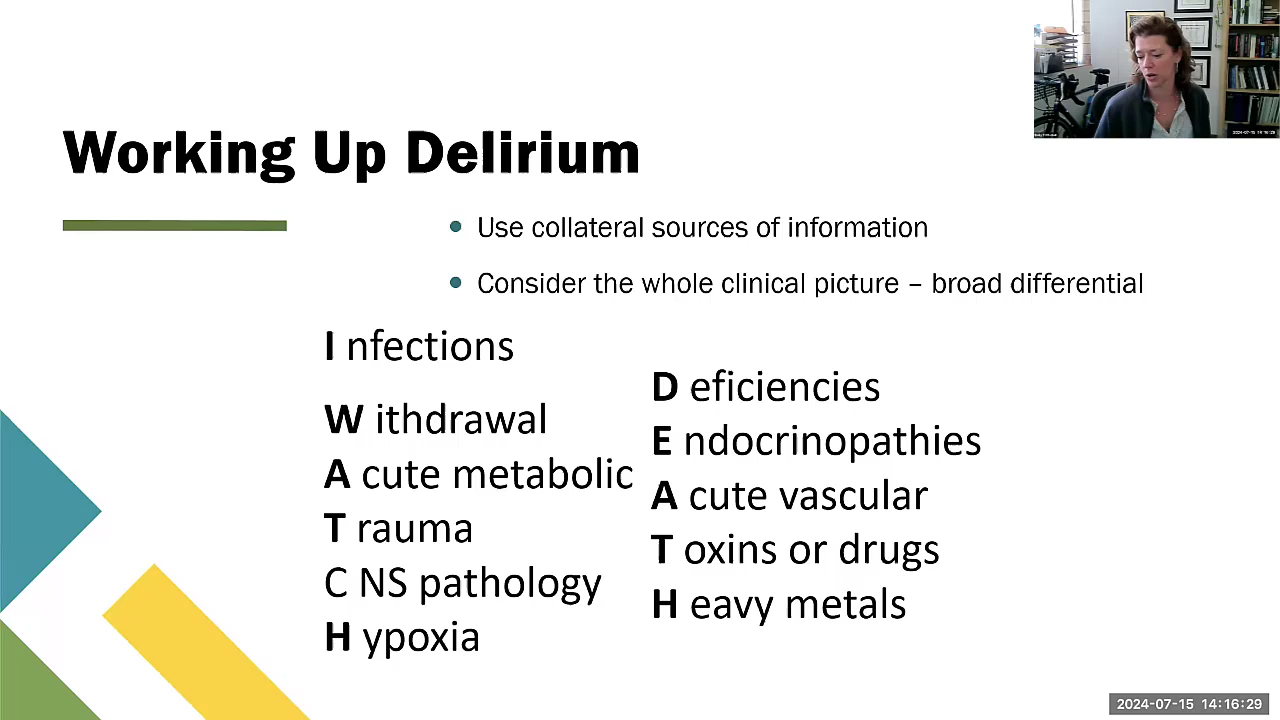 Working Up Delirium
Use collateral sources of information
Consider the whole clinical picture – broad differential
I nfections
W ithdrawal
A cute metabolic
T rauma
C NS pathology
H ypoxia
D eficiencies
E ndocrinopathies
A cute vascular
T oxins or drugs
H eavy metals
2024-07-15 14:16:29